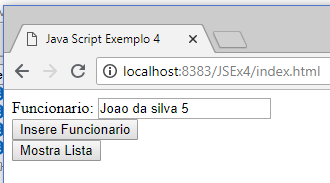 Java Script Exemplo 4
localhost:8383/JSEx4/index.html
Funcionario: Joao da silva 5
Insere Funcionario
Mostra Lista